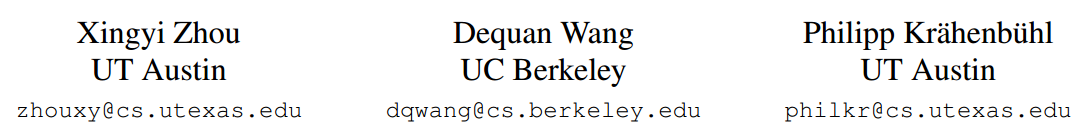 Xingyi Zhou
UT Austin
zhouxy@cs.utexas.edu
Dequan Wang
UC Berkeley
dqwang@cs.berkeley.edu
Philipp Krähenbühl
UT Austin
philkr@cs.utexas.edu